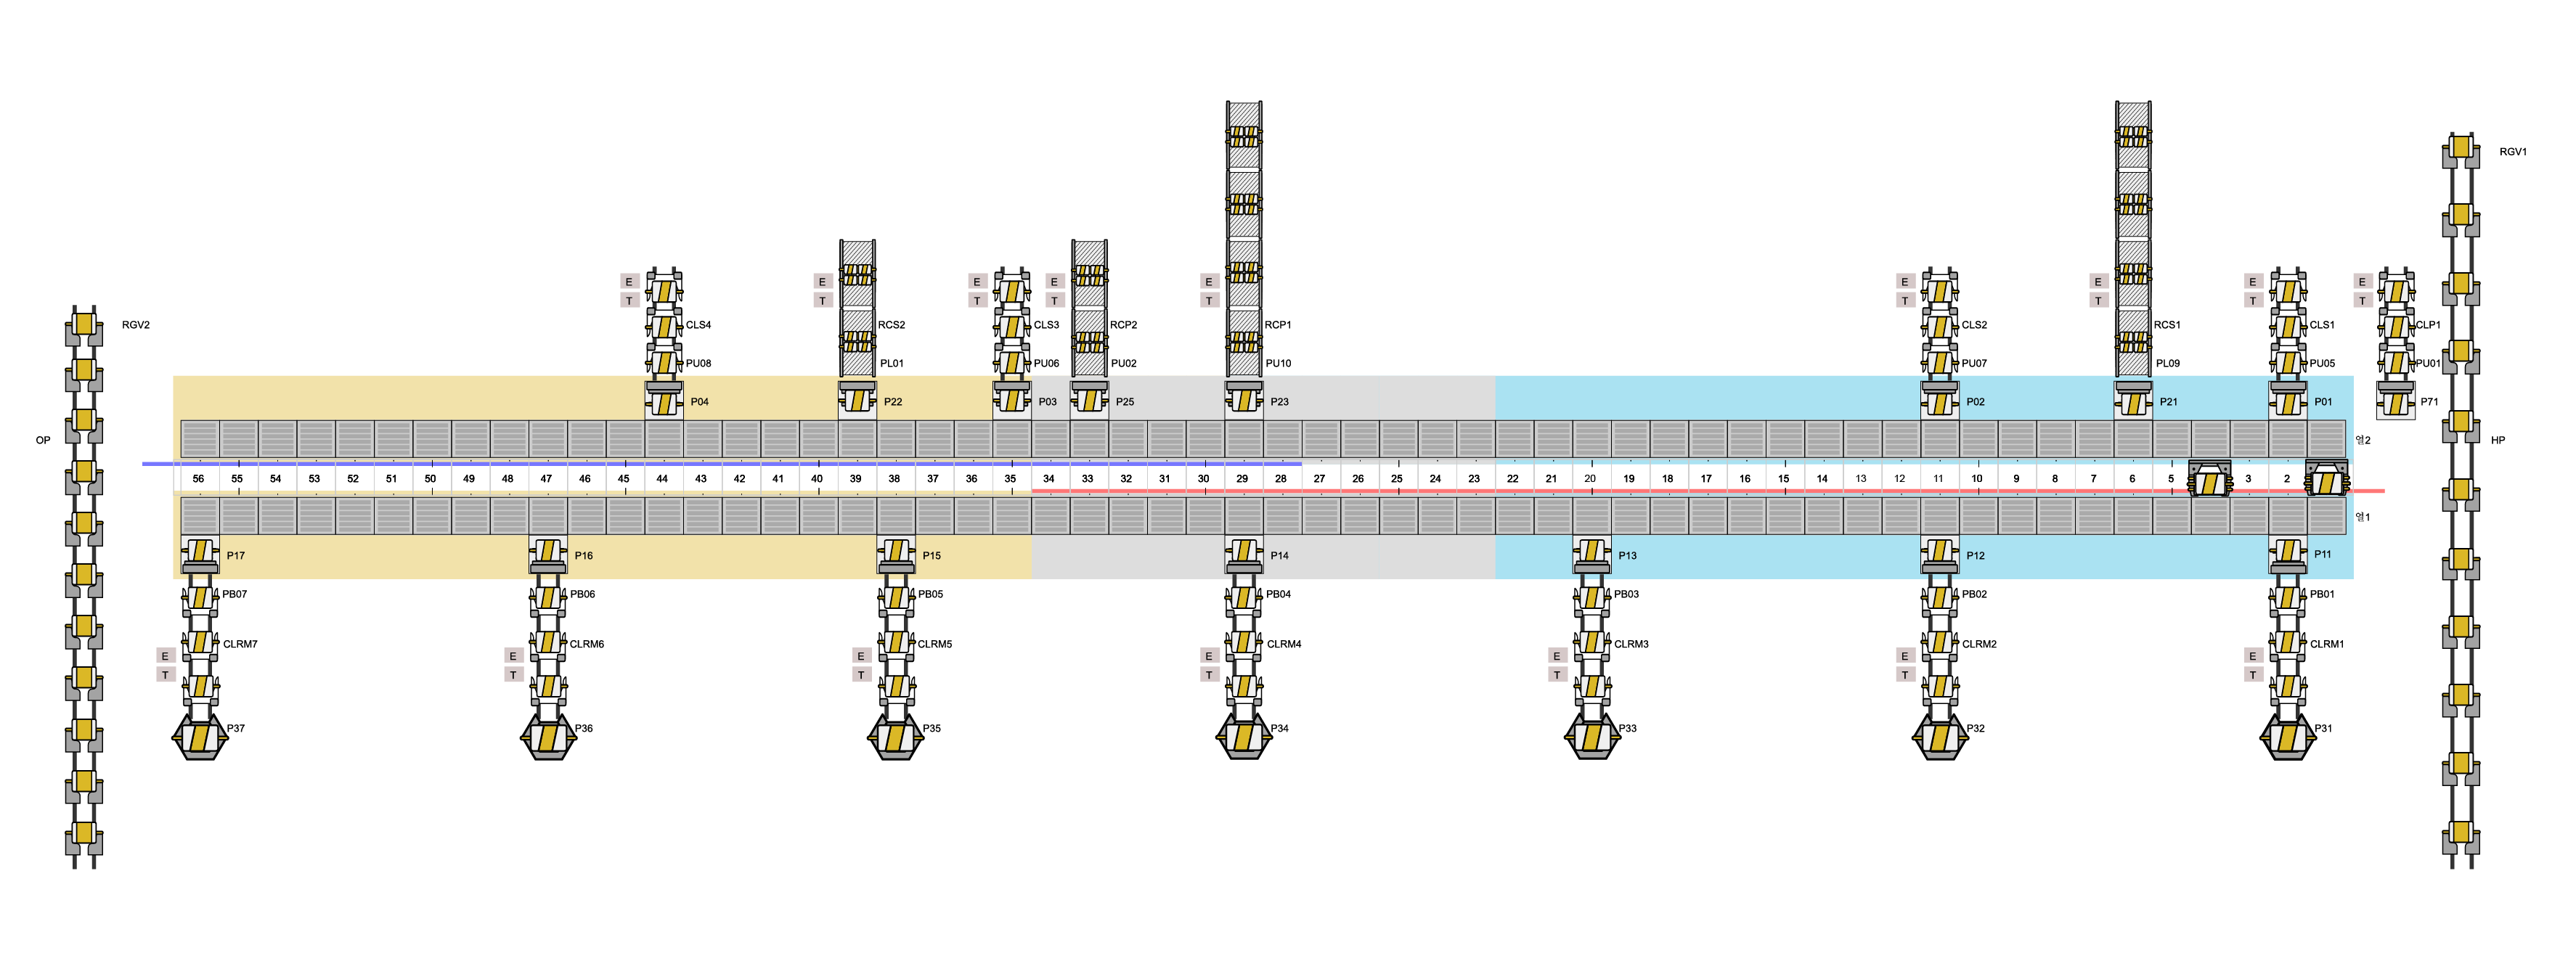 RGV1
E E E E E E E E E
T T T T T T T T T
RGV2 CLS4 RCS2 CLS3 RCP2 RCP1 CLS2 RCS1 CLS1 CLP1
PU08 PL01 PU06 PU02 PU10 PU07 PL09 PU05 PU01
P04 P22 P03 P25 P23 P02 P21 P01 P71
OP 열2 HP
56 55 54 53 52 51 50 49 48 47 46 45 44 43 42 41 40 39 38 37 36 35 34 33 32 31 30 29 28 27 26 25 24 23 22 21 20 19 18 17 16 15 14 13 12 11 10 9 8 7 6 5 3 2
열1
P17 P16 P15 P14 P13 P12 P11
PB07 PB06 PB05 PB04 PB03 PB02 PB01
CLRM7 CLRM6 CLRM5 CLRM4 CLRM3 CLRM2 CLRM1
E E E E E E E
T T T T T T T
P37 P36 P35 P34 P33 P32 P31